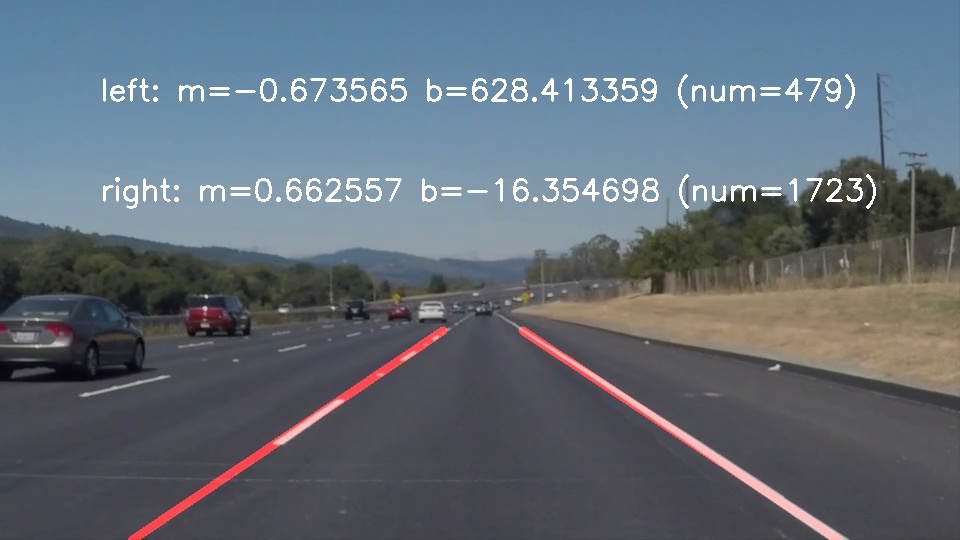 left: m=-0.673565 b=628.413359 (num=479)
right: m=0.662557 b=-16.354698 (num=1723)